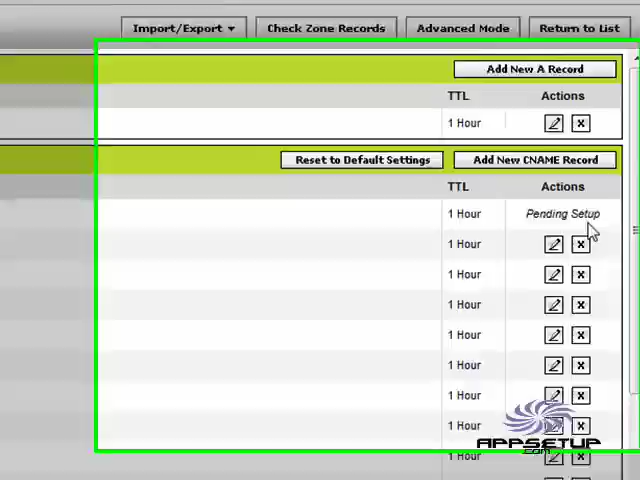 Import/Export Check Zone Records Advanced Mode Return to List
Add New A Record
TTL Actions
1 Hour x
Reset to Default Settings Add New CNAME Record
TTL Actions
1 Hour Pending Setup
1 Hour x
1 Hour x
1 Hour x
1 Hour x
1 Hour x
1 Hour x
1 Hour x
APPSETUP
.com
1 Hour x